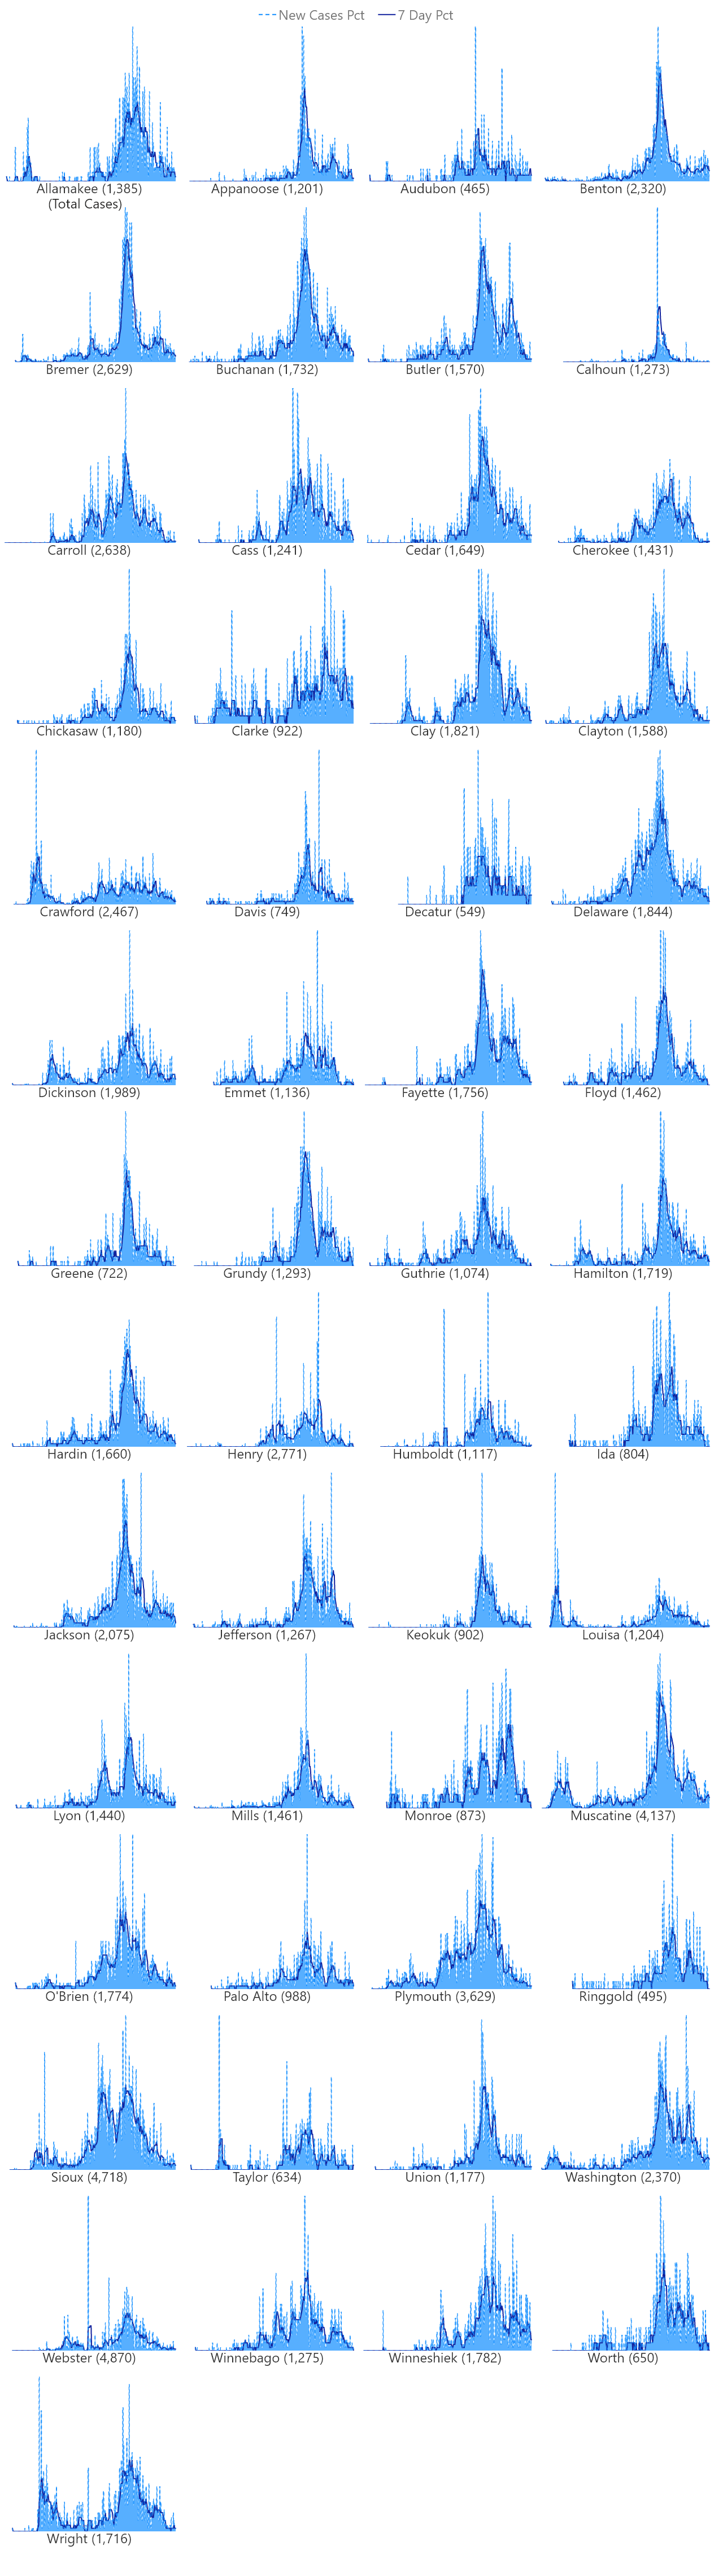 New Cases Pct 7 Day Pct
Allamakee (1,385) Appanoose (1,201) Audubon (465) Benton (2,320)
(Total Cases)
Bremer (2,629) Buchanan (1,732) Butler (1,570) Calhoun (1,273)
Carroll (2,638) Cass (1,241) Cedar (1,649) Cherokee (1,431)
Chickasaw (1,180) Clarke (922) Clay (1,821) Clayton (1,588)
Crawford (2,467) Davis (749) Decatur (549) Delaware (1,844)
Dickinson (1,989) Emmet (1,136) Fayette (1,756) Floyd (1,462)
Greene (722) Grundy (1,293) Guthrie (1,074) Hamilton (1,719)
Hardin (1,660) Henry (2,771) Humboldt (1,117) Ida (804)
Jackson (2,075) Jefferson (1,267) Keokuk (902) Louisa (1,204)
Lyon (1,440) Mills (1,461) Monroe (873) Muscatine (4,137)
O'Brien (1,774) Palo Alto (988) Plymouth (3,629) Ringgold (495)
Sioux (4,718) Taylor (634) Union (1,177) Washington (2,370)
Webster (4,870) Winnebago (1,275) Winneshiek (1,782) Worth (650)
Wright (1,716)